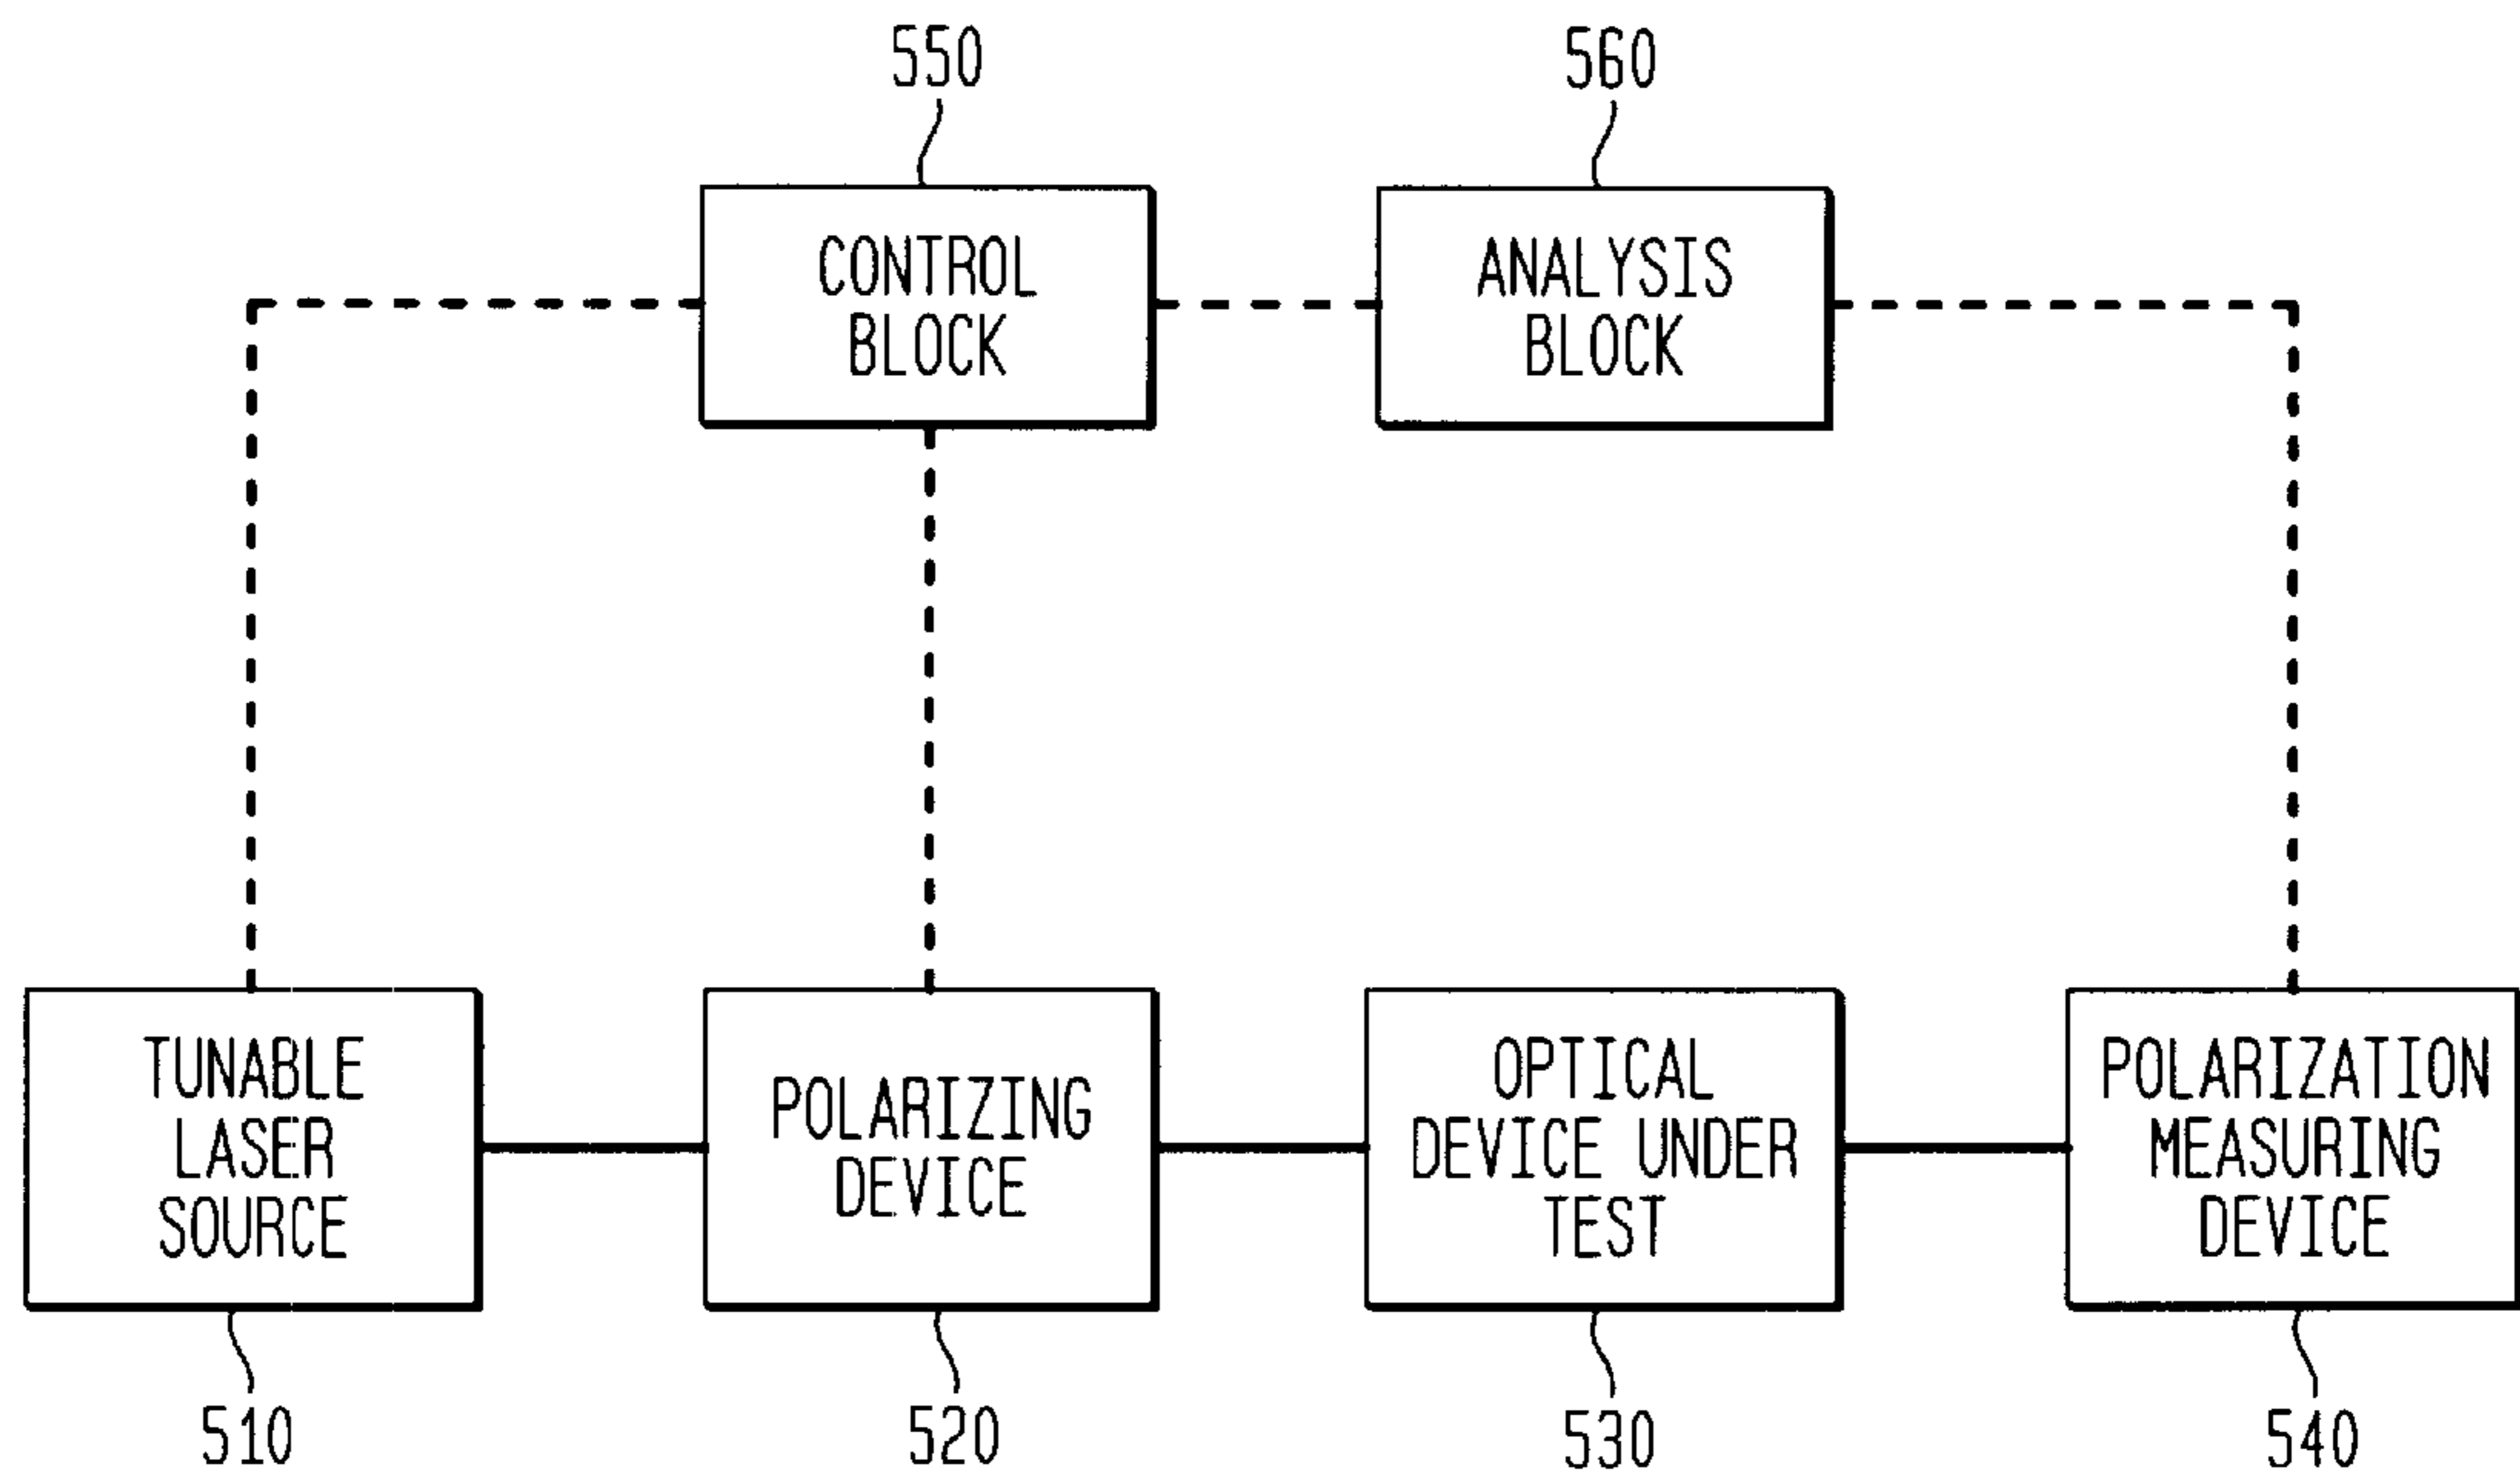 550
560
CONTROL
BLOCK
ANALYSIS
BLOCK
TUNABLE
LASER
SOURCE
POLARIZING
DEVICE
OPTICAL
DEVICE UNDER
TEST
POLARIZATION
MEASURING
DEVICE
510
520
530
540